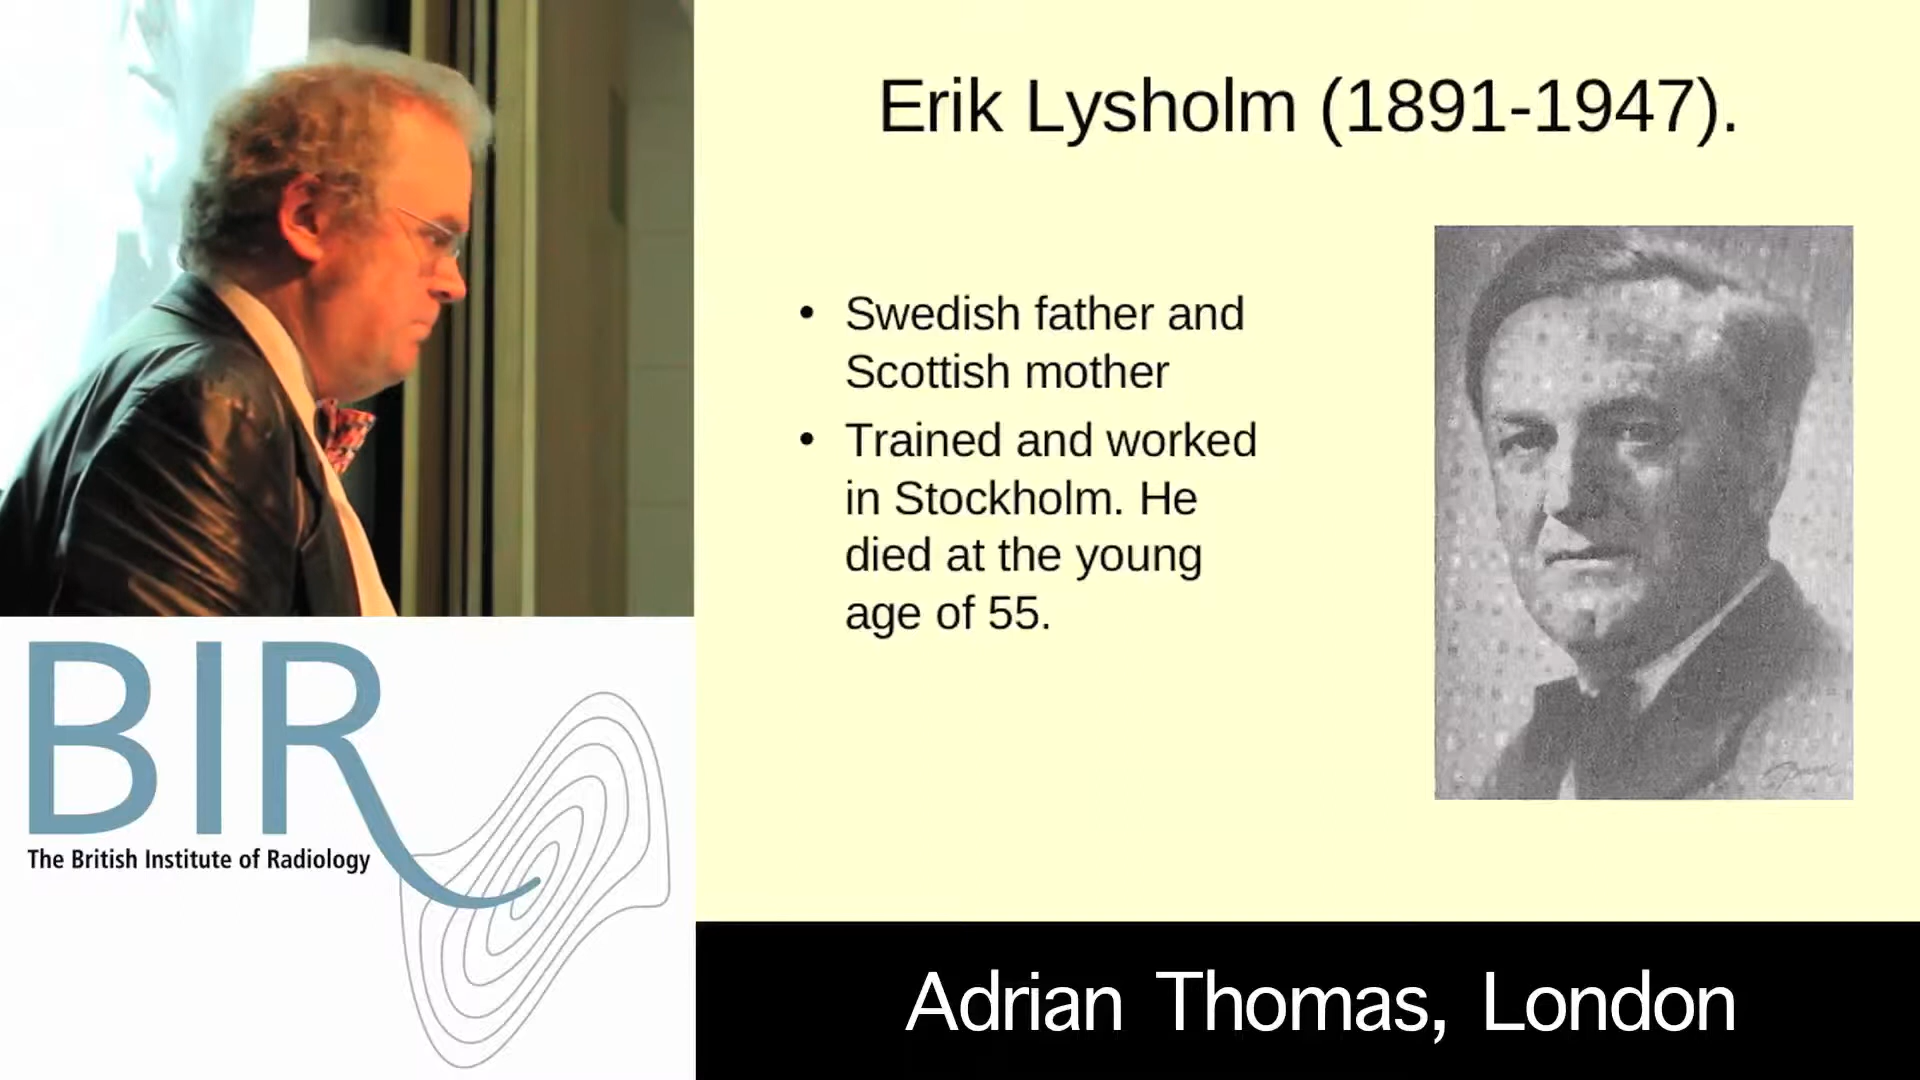 Erik Lysholm (1891-1947).
• Swedish father and
Scottish mother
• Trained and worked
in Stockholm. He
died at the young
age of 55.
BIR
The British Institute of Radiology
Adrian Thomas, London